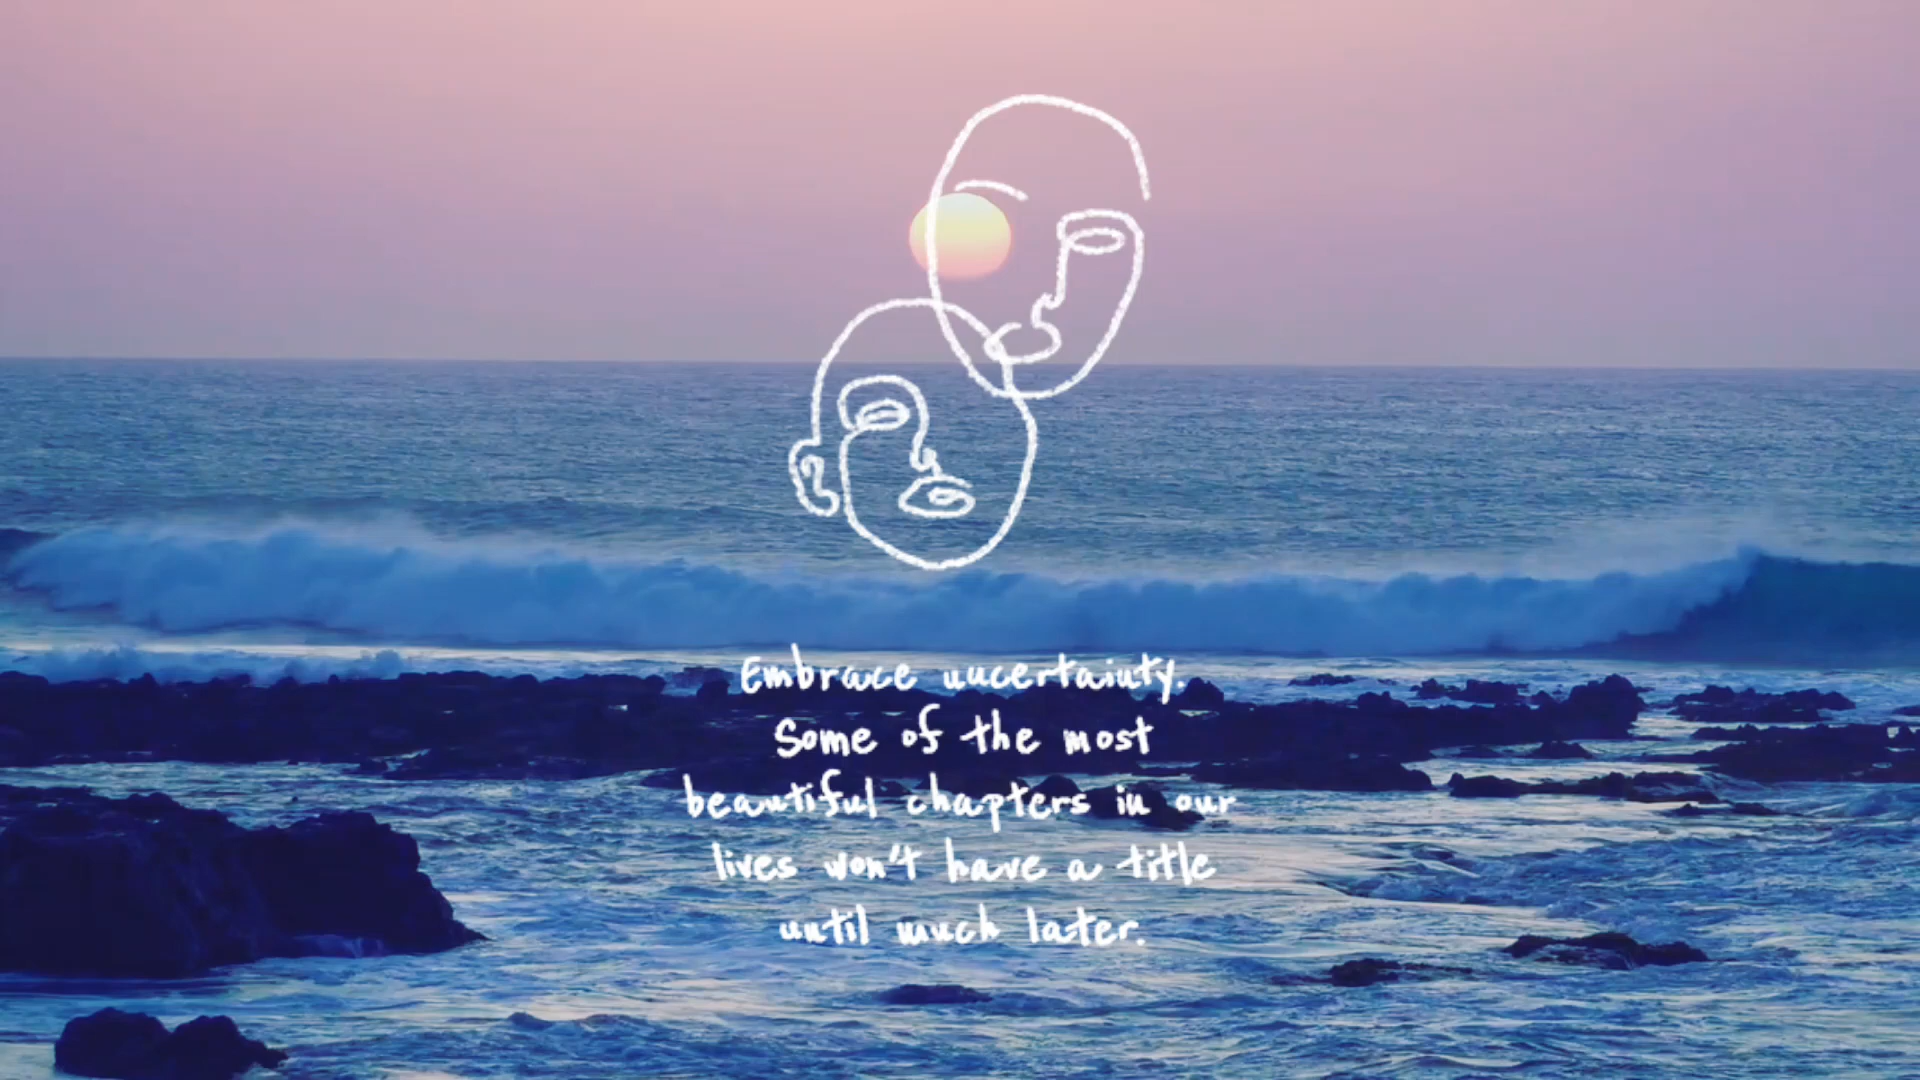 Embrace uncertainty.
Some of the most
beautiful chapters in our
lives won't have a title
until much later.